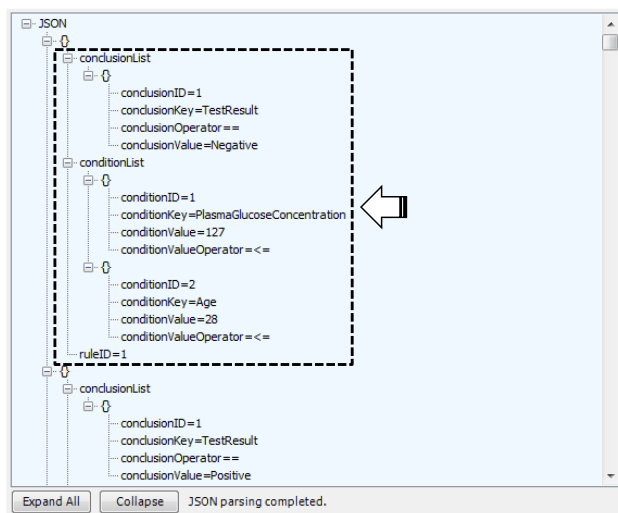 JSON
{}
conclusionList
{}
conclusionID=1
conclusionKey=TestResult
conclusionOperator==
conclusionValue=Negative
conditionList
{}
conditionID=1
conditionKey=PlasmaGlucoseConcentration
conditionValue=127
conditionValueOperator=<=
{}
conditionID=2
conditionKey=Age
conditionValue=28
conditionValueOperator=<=
ruleID=1
{}
conclusionList
{}
conclusionID=1
conclusionKey=TestResult
conclusionOperator==
conclusionValue=Positive
Expand All Collapse JSON parsing completed.